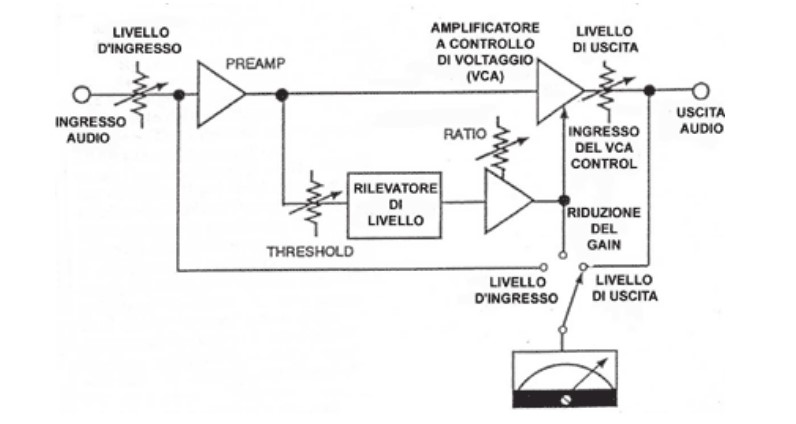 LIVELLO
D'INGRESSO
PREAMP
AMPLIFICATORE
A CONTROLLO
DI VOLTAGGIO
(VCA)
LIVELLO
DI USCITA
INGRESSO
AUDIO
USCITA
AUDIO
RATIO
INGRESSO
DEL VCA
CONTROL
THRESHOLD
RILEVATORE
DI
LIVELLO
RIDUZIONE
DEL
GAIN
LIVELLO
D'INGRESSO
LIVELLO
DI USCITA